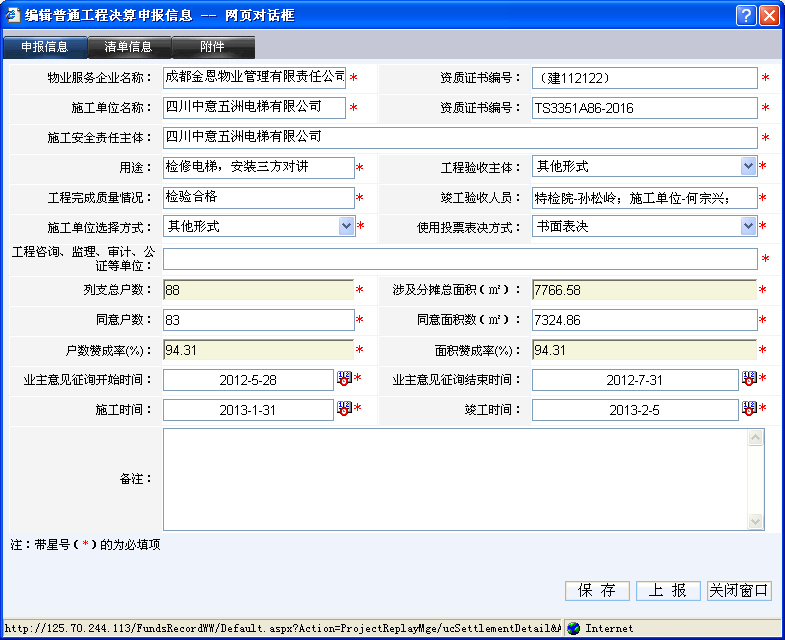 编辑普通工程决算申报信息 -- 网页对话框
申报信息 清单信息 附件
物业服务企业名称： 成都金恩物业管理有限责任公司 * 资质证书编号： （建112122） *
施工单位名称： 四川中意五洲电梯有限公司 * 资质证书编号： TS3351A86-2016 *
施工安全责任主体： 四川中意五洲电梯有限公司 *
用途： 检修电梯，安装三方对讲 * 工程验收主体： 其他形式 *
工程完成质量情况： 检验合格 * 竣工验收人员： 特检院-孙松岭；施工单位-何宗兴； *
施工单位选择方式： 其他形式 * 使用投票表决方式： 书面表决 *
工程咨询、监理、审计、公
证等单位： *
列支总户数： 88 * 涉及分摊总面积（㎡）： 7766.58 *
同意户数： 83 * 同意面积数（㎡）： 7324.86 *
户数赞成率(%)： 94.31 * 面积赞成率(%)： 94.31 *
业主意见征询开始时间： 2012-5-28 * 业主意见征询结束时间： 2012-7-31 *
施工时间： 2013-1-31 * 竣工时间： 2013-2-5 *
备注：
注：带星号（*）的为必填项
保 存 上 报 关闭窗口
http://125.70.244.113/FundsRecordWW/Default.aspx?Action=ProjectReplayMge/ucSettlementDetail&A Internet